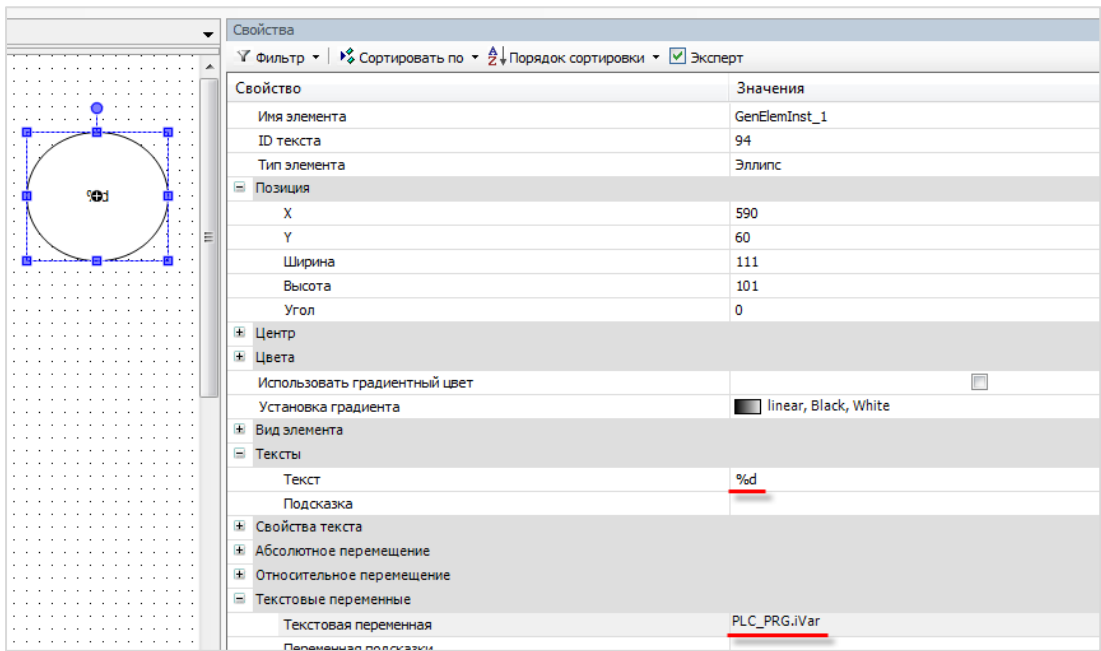 Свойства
Фильтр Сортировать по Порядок сортировки Эксперт
Свойство Значения
Имя элемента GenElemInst_1
ID текста 94
Тип элемента Эллипс
Позиция
X 590
Y 60
Ширина 111
Высота 101
Угол 0
Центр
Цвета
Использовать градиентный цвет
Установка градиента linear, Black, White
Вид элемента
Тексты
Текст %d
Подсказка
Свойства текста
Абсолютное перемещение
Относительное перемещение
Текстовые переменные
Текстовая переменная PLC_PRG.iVar
Переменная подсказки